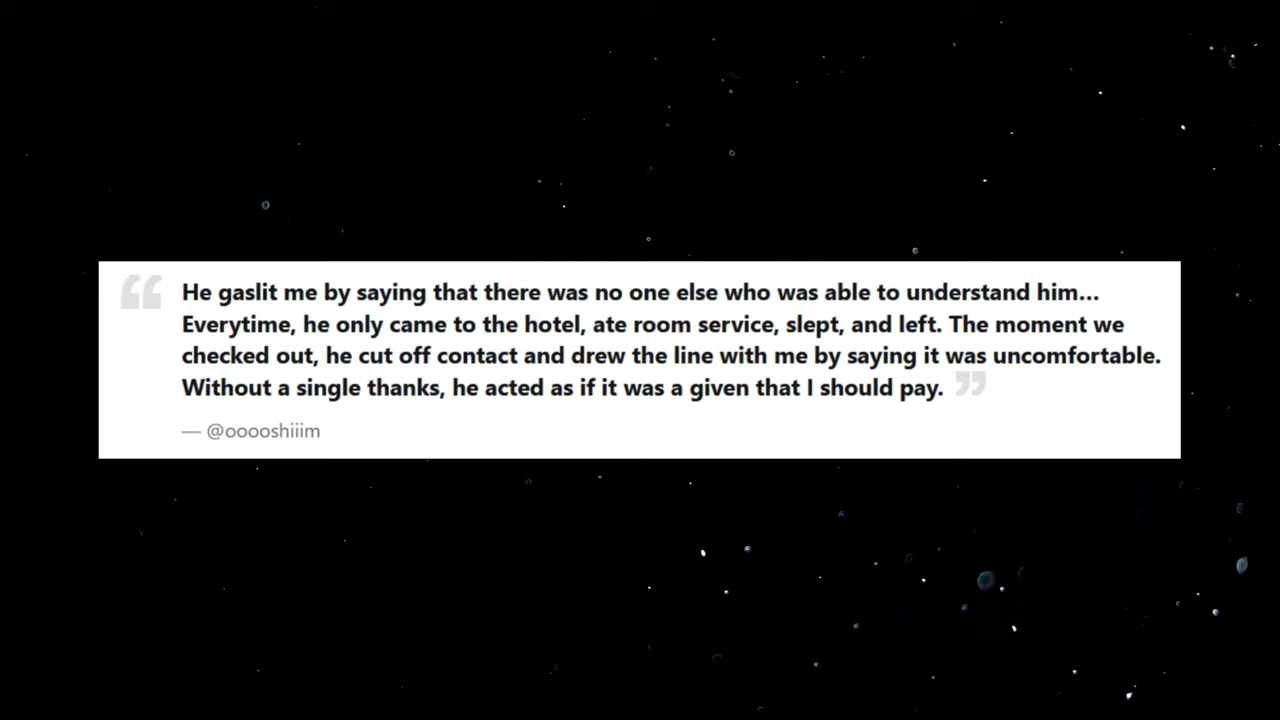 “ He gaslit me by saying that there was no one else who was able to understand him...
Everytime, he only came to the hotel, ate room service, slept, and left. The moment we
checked out, he cut off contact and drew the line with me by saying it was uncomfortable.
Without a single thanks, he acted as if it was a given that I should pay. ”
— @ooooshiiim